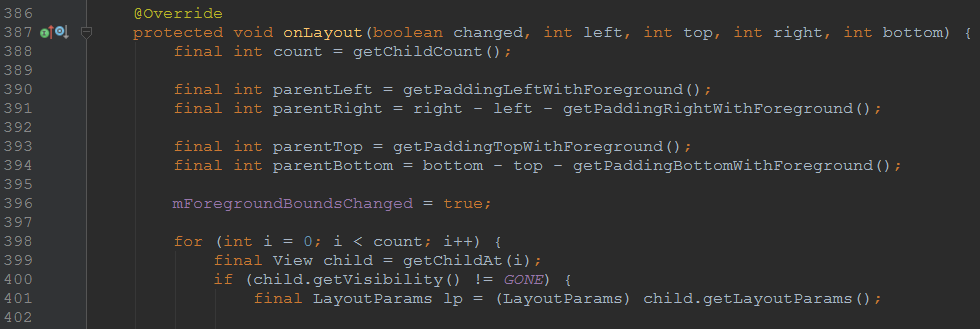 386 @Override
387 protected void onLayout(boolean changed, int left, int top, int right, int bottom) {
388 final int count = getChildCount();
389
390 final int parentLeft = getPaddingLeftWithForeground();
391 final int parentRight = right - left - getPaddingRightWithForeground();
392
393 final int parentTop = getPaddingTopWithForeground();
394 final int parentBottom = bottom - top - getPaddingBottomWithForeground();
395
396 mForegroundBoundsChanged = true;
397
398 for (int i = 0; i < count; i++) {
399 final View child = getChildAt(i);
400 if (child.getVisibility() != GONE) {
401 final LayoutParams lp = (LayoutParams) child.getLayoutParams();
402